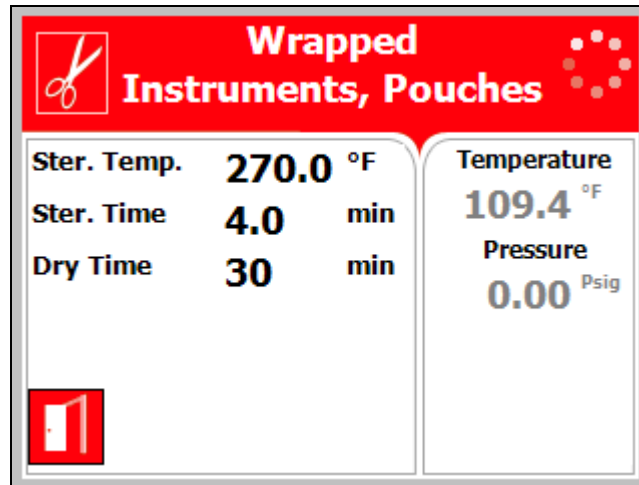 Wrapped
Instruments, Pouches
Ster. Temp. 270.0 °F
Ster. Time 4.0 min
Dry Time 30 min
Temperature
109.4 °F
Pressure
0.00 Psig